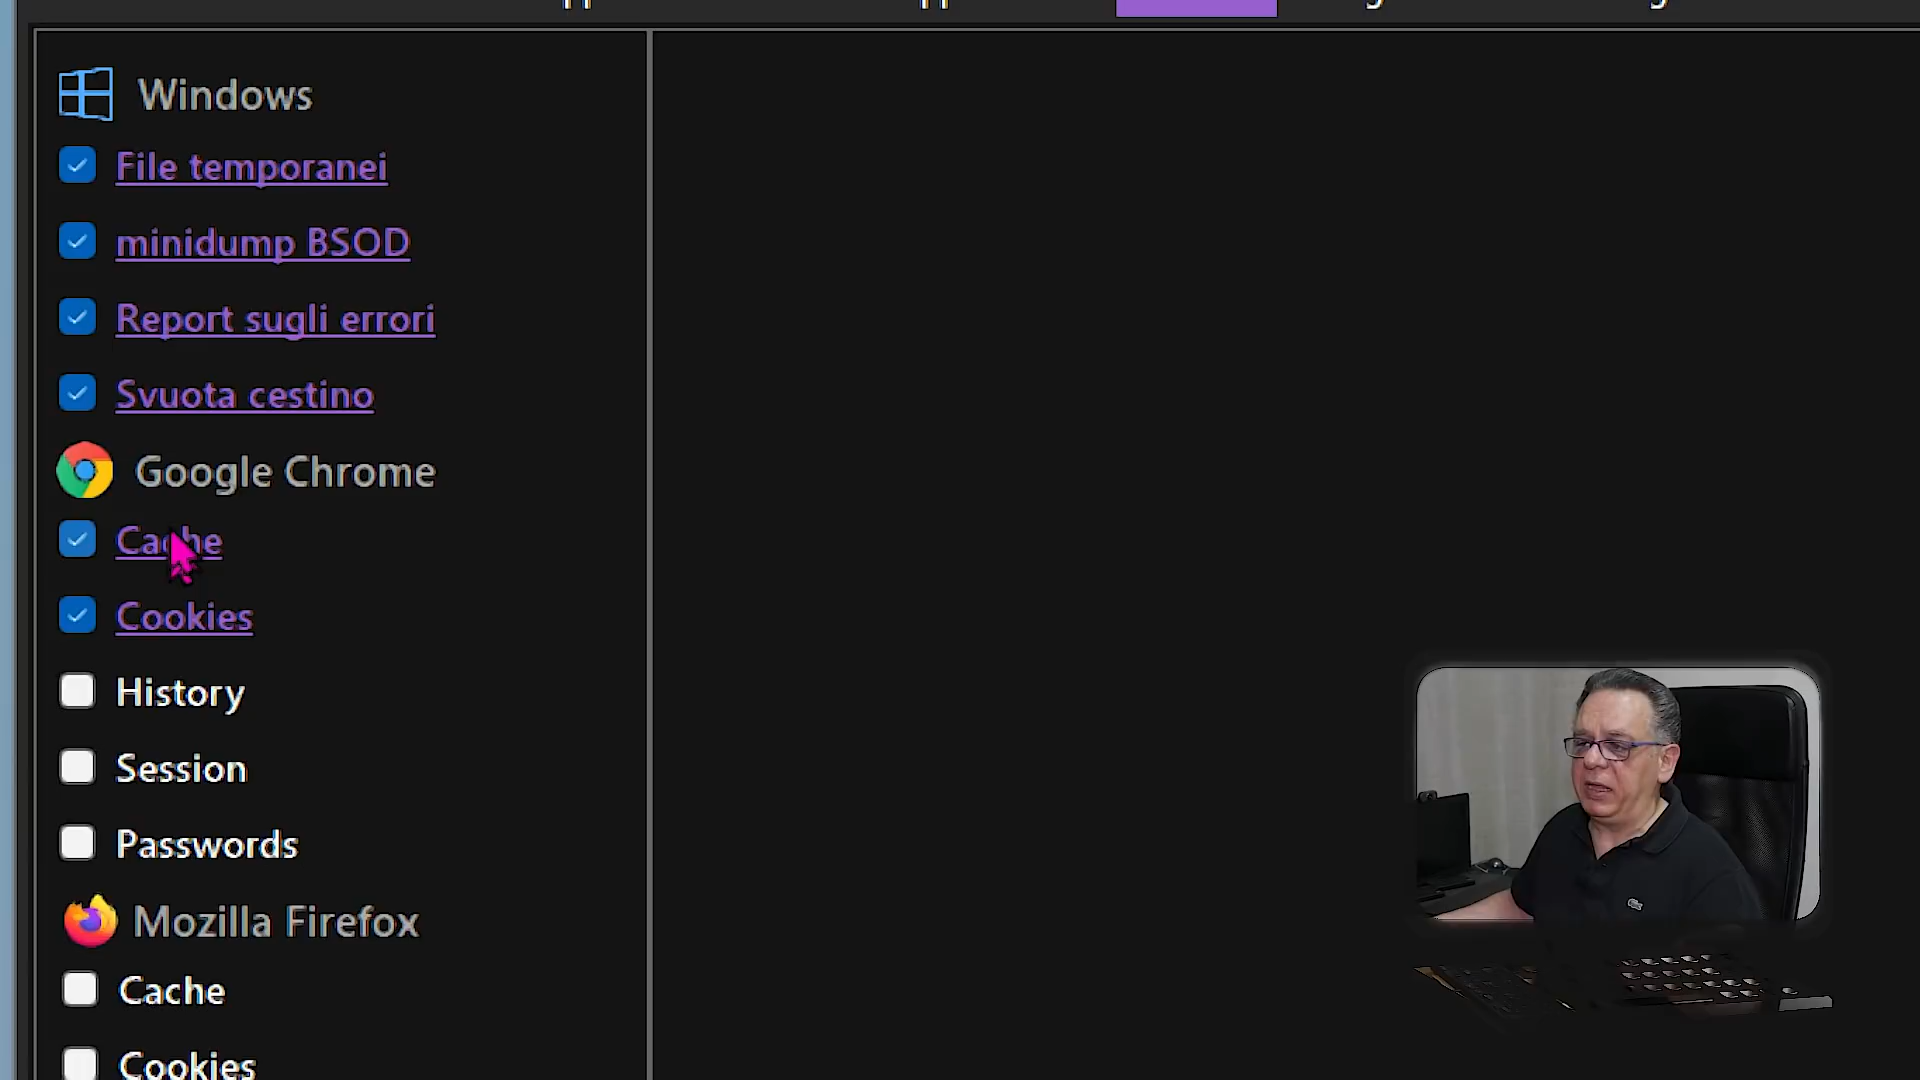 Windows
File temporanei
minidump BSOD
Report sugli errori
Svuota cestino
Google Chrome
Cache
Cookies
History
Session
Passwords
Mozilla Firefox
Cache
Cookies